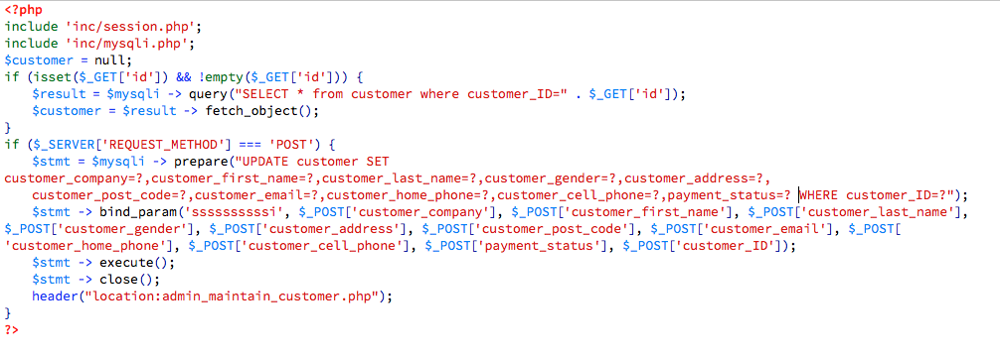 <?php
include 'inc/session.php';
include 'inc/mysqli.php';
$customer = null;
if (isset($_GET['id']) && !empty($_GET['id'])) {
    $result = $mysqli -> query("SELECT * from customer where customer_ID=" . $_GET['id']);
    $customer = $result -> fetch_object();
}
if ($_SERVER['REQUEST_METHOD'] === 'POST') {
    $stmt = $mysqli -> prepare("UPDATE customer SET
customer_company=?,customer_first_name=?,customer_last_name=?,customer_gender=?,customer_address=?,
    customer_post_code=?,customer_email=?,customer_home_phone=?,customer_cell_phone=?,payment_status=? WHERE customer_ID=?");
    $stmt -> bind_param('ssssssssssi', $_POST['customer_company'], $_POST['customer_first_name'], $_POST['customer_last_name'],
$_POST['customer_gender'], $_POST['customer_address'], $_POST['customer_post_code'], $_POST['customer_email'], $_POST[
'customer_home_phone'], $_POST['customer_cell_phone'], $_POST['payment_status'], $_POST['customer_ID']);
    $stmt -> execute();
    $stmt -> close();
    header("location:admin_maintain_customer.php");
}
?>